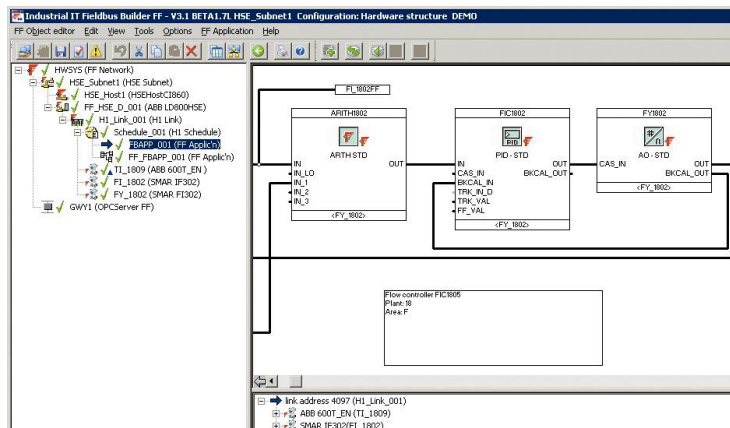 Industrial IT Fieldbus Builder FF - V3.1 BETA1.7L HSE_Subnet1 Configuration: Hardware structure DEMO
FF Object editor Edit View Tools Options FF Application Help
HWSYS (FF Network)
HSE_Subnet1 (HSE Subnet)
HSE_Host1 (HSEHostCI860)
FF_HSE_D_001 (ABB LD800HSE)
H1_Link_001 (H1 Link)
Schedule_001 (H1 Schedule)
FBAPP_001 (FF Applic'n)
FF_FBAPP_001 (FF Applic'n)
TI_1809 (ABB 600T_EN )
FI_1802 (SMAR IF302)
FY_1802 (SMAR FI302)
GWY1 (OPCServer FF)
FI_1802FF
ARITH1802
ARTH STD
IN OUT
IN_LO
IN_1
IN_2
IN_3
<FY_1802>
FIC1802
PID
PID - STD
IN OUT
CAS_IN BKCAL_OUT
BKCAL_IN
TRK_IN_D
TRK_VAL
FF_VAL
<FY_1802>
FY1802
AO - STD
CAS_IN OUT
BKCAL_OUT
<FY_1802>
Flow controller FIC1805
Plant: 18
Area: F
link address 4097 (H1_Link_001)
ABB 600T_EN (TI_1809)
SMAR IF302(FI_1802)